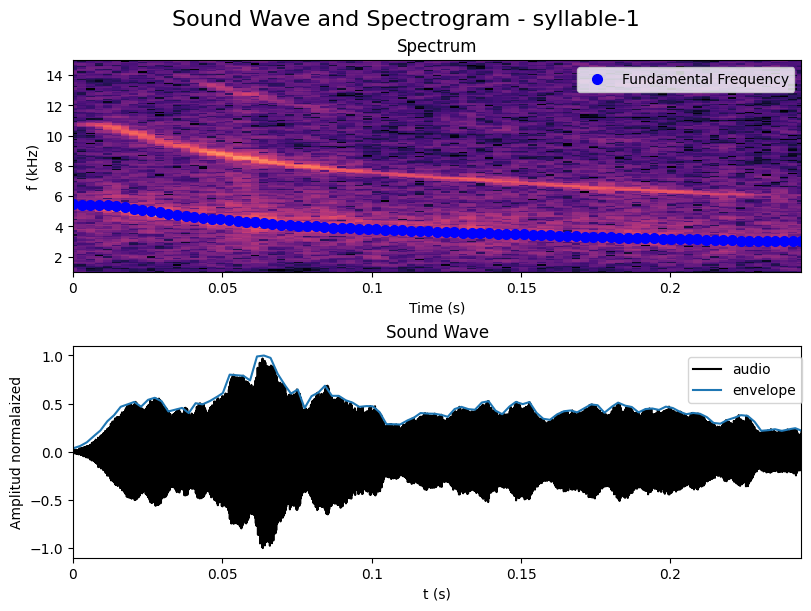 Sound Wave and Spectrogram - syllable-1
Spectrum
Fundamental Frequency
f (kHz)
14
12
10
8
6
4
2
0
0.05
0.1
0.15
0.2
Time (s)
Sound Wave
audio
envelope
Amplitud normalaized
1.0
0.5
0.0
−0.5
−1.0
0
0.05
0.1
0.15
0.2
t (s)